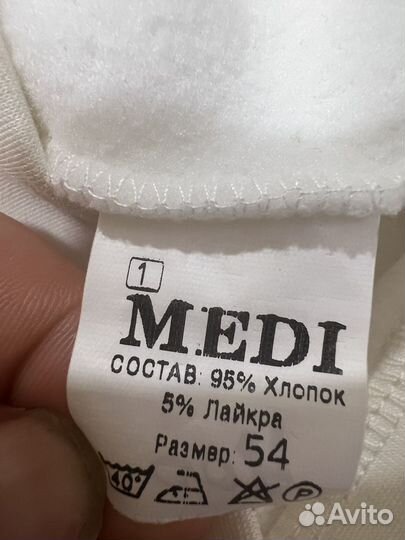 1
MEDI
СОСТАВ: 95% Хлопок
5% Лайкра
Размер: 54
40° P
Avito